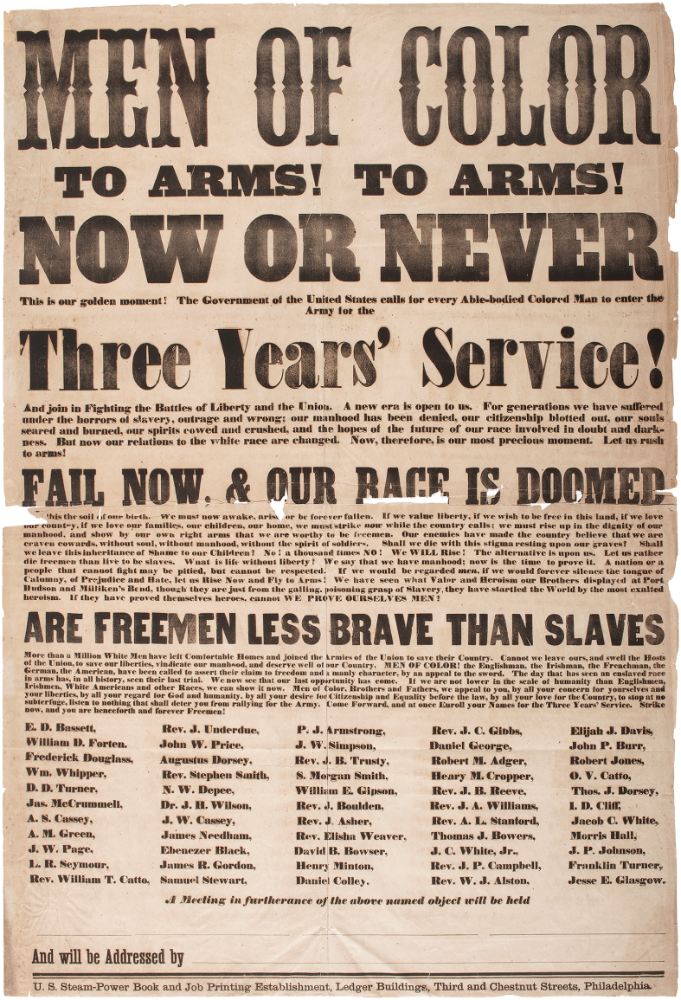 MEN OF COLOR
TO ARMS! TO ARMS!
NOW OR NEVER
This is our golden moment! The Government of the United States calls for every Able-bodied Colored Man to enter the
Army for the
Three Years' Service!
And join in Fighting the Battles of Liberty and the Union. A new era is open to us. For generations we have suffered
under the horrors of slavery, outrage and wrong; our manhood has been denied, our citizenship blotted out, our souls
seared and burned, our spirits cowed and crushed, and the hopes of the future of our race involved in doubt and dark-
ness. But now our relations to the white race are changed. Now, therefore, is our most precious moment. Let us rush
to arms!
FAIL NOW, & OUR RACE IS DOOMED
this the soil of our birth. We must now awake, arise, or be forever fallen. If we value liberty, if we wish to be free in this land, if we love
our country, if we love our families, our children, our home, we must strike now while the country calls; we must rise up in the dignity of our
manhood, and show by our own right arms that we are worthy to be freemen. Our enemies have made the country believe that we are
craven cowards, without soul, without manhood, without the spirit of soldiers. Shall we die with this stigma resting upon our graves? Shall
we leave this inheritance of Shame to our Children? No! a thousand times NO! We WILL Rise! The alternative is upon us. Let us rather
die freemen than live to be slaves. What is life without liberty? We say that we have manhood; now is the time to prove it. A nation or a
people that cannot fight may be pitied, but cannot be respected. If we would be regarded men, if we would forever silence the tongue of
Calumny, of Prejudice and Hate, let us Rise Now and Fly to Arms! We have seen what Valor and Heroism our Brothers displayed at Port
Hudson and Milliken's Bend, though they are just from the galling, poisoning grasp of Slavery, they have startled the World by the most exalted
heroism. If they have proved themselves heroes, cannot WE PROVE OURSELVES MEN?
ARE FREEMEN LESS BRAVE THAN SLAVES
More than a Million White Men have left Comfortable Homes and joined the Armies of the Union to save their Country. Cannot we leave ours, and swell the Hosts
of the Union, to save our liberties, vindicate our manhood, and deserve well of our Country. MEN OF COLOR! the Englishman, the Irishman, the Frenchman, the
German, the American, have been called to assert their claim to freedom and a manly character, by an appeal to the sword. The day that has seen an enslaved race
in arms has, in all history, seen their last trial. We now see that our last opportunity has come. If we are not lower in the scale of humanity than Englishmen,
Irishmen, White Americans and other Races, we can show it now. Men of Color, Brothers and Fathers, we appeal to you, by all your concern for yourselves and
your liberties, by all your regard for God and humanity, by all your desire for Citizenship and Equality before the law, by all your love for the Country, to stop at no
subterfuge, listen to nothing that shall deter you from rallying for the Army. Come Forward, and at once Enroll your Names for the Three Years' Service. Strike
now, and you are henceforth and forever Freemen!
E. D. Bassett,
William D. Forten.
Frederick Douglass,
Wm. Whipper,
D. D. Turner,
Jas. McCrummell,
A. S. Cassey,
A. M. Green,
J. W. Page,
L. R. Seymour,
Rev. William T. Catto,
Rev. J. Underdue,
John W. Price,
Augustus Dorsey,
Rev. Stephen Smith,
N. W. Depee,
Dr. J. H. Wilson,
J. W. Cassey,
James Needham,
Ebenezer Black,
James R. Gordon,
Samuel Stewart,
P. J. Armstrong,
J. W. Simpson,
Rev. J. B. Trusty,
S. Morgan Smith,
William E. Gipson,
Rev. J. Boulden,
Rev. J. Asher,
Rev. Elisha Weaver,
David B. Bowser,
Henry Minton,
Daniel Colley.
Rev. J. C. Gibbs,
Daniel George,
Robert M. Adger,
Henry M. Cropper,
Rev. J. B. Reeve,
Rev. J. A. Williams,
Rev. A. L. Stanford,
Thomas J. Bowers,
J. C. White, Jr.,
Rev. J. P. Campbell,
Rev. W. J. Alston,
Elijah J. Davis,
John P. Burr,
Robert Jones,
O. V. Catto,
Thos. J. Dorsey,
I. D. Cliff,
Jacob C. White,
Morris Hall,
J. P. Johnson,
Franklin Turner,
Jesse E. Glasgow.
A Meeting in furtherance of the above named object will be held
And will be Addressed by
U. S. Steam-Power Book and Job Printing Establishment, Ledger Buildings, Third and Chestnut Streets, Philadelphia.